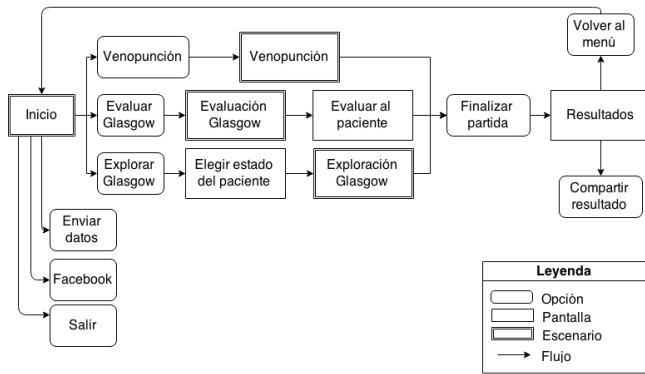 Volver al
menú
Venopunción
Venopunción
Inicio
Evaluar
Glasgow
Evaluación
Glasgow
Evaluar al
paciente
Finalizar
partida
Resultados
Explorar
Glasgow
Elegir estado
del paciente
Exploración
Glasgow
Compartir
resultado
Enviar
datos
Facebook
Salir
Leyenda
Opción
Pantalla
Escenario
Flujo